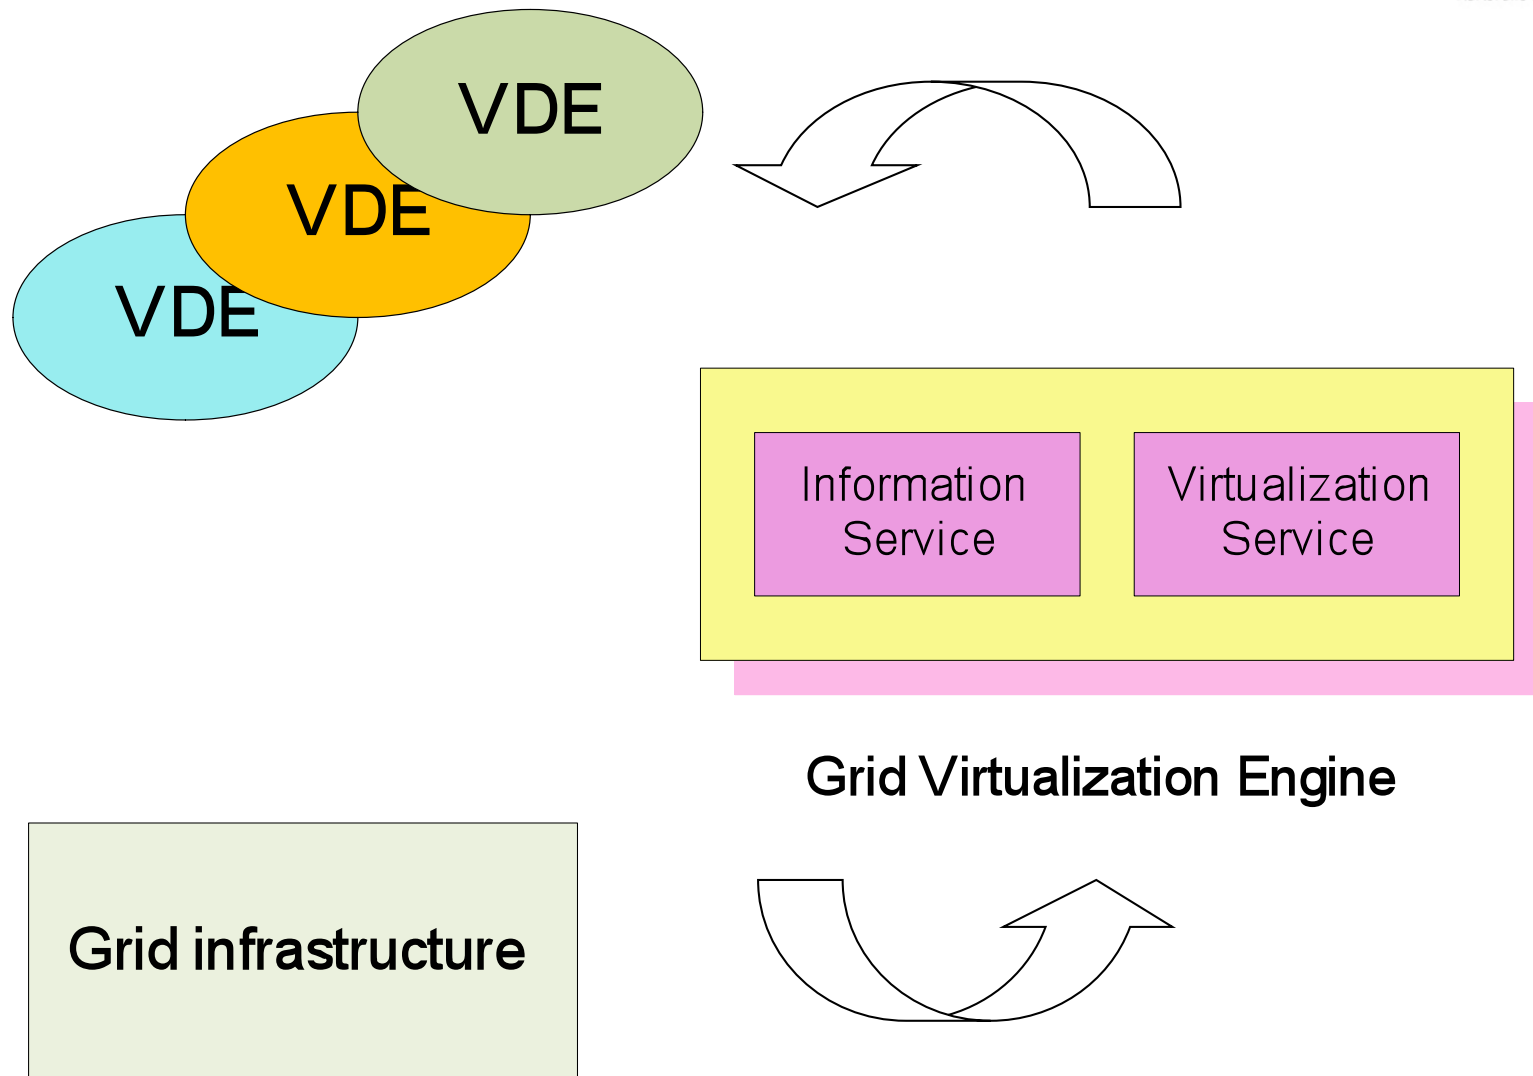 VDE
VDE
VDE
Information
Service
Virtualization
Service
Grid Virtualization Engine
Grid infrastructure